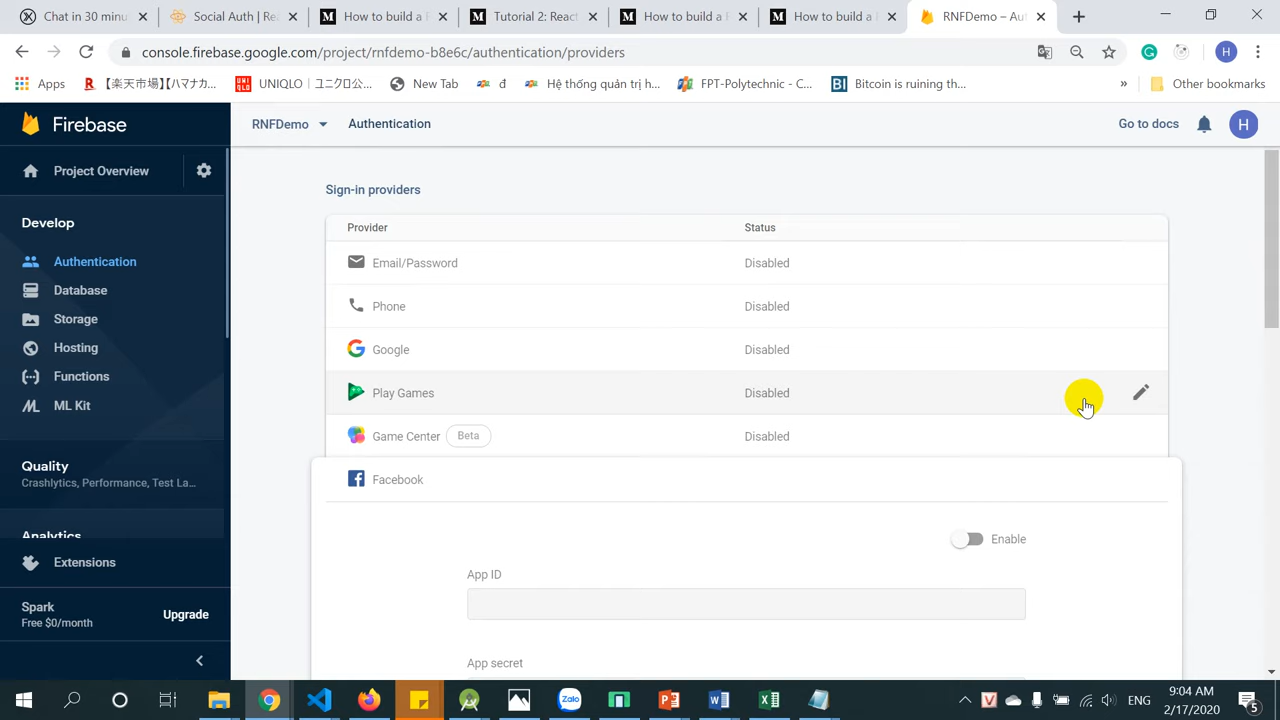 Chat in 30 minu
Social Auth | Rea
How to build a F
Tutorial 2: React
How to build a R
How to build a F
RNFDemo – Aut
console.firebase.google.com/project/rnfdemo-b8e6c/authentication/providers
Apps
【楽天市場】【ハマナカ...
UNIQLO | ユニクロ公...
New Tab
đ
Hệ thống quản trị h...
FPT-Polytechnic - C...
BI
Bitcoin is ruining th...
»
Other bookmarks
Firebase
RNFDemo
Authentication
Go to docs
H
Project Overview
Sign-in providers
Develop
Provider
Status
Authentication
Email/Password
Disabled
Database
Phone
Disabled
Storage
Hosting
Google
Disabled
Functions
Play Games
Disabled
ML Kit
Game Center
Beta
Disabled
Quality
Crashlytics, Performance, Test La...
Facebook
Analytics
Enable
Extensions
App ID
Spark
Free $0/month
Upgrade
App secret
Zalo
ENG
9:04 AM
2/17/2020
5